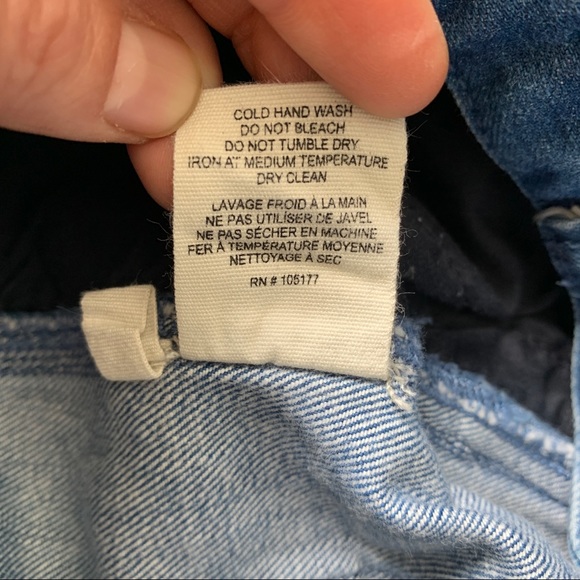 COLD HAND WASH
DO NOT BLEACH
DO NOT TUMBLE DRY
IRON AT MEDIUM TEMPERATURE
DRY CLEAN
LAVAGE FROID À LA MAIN
NE PAS UTILISER DE JAVEL
NE PAS SÉCHER EN MACHINE
FER À TEMPÉRATURE MOYENNE
NETTOYAGE À SEC
RN # 105177